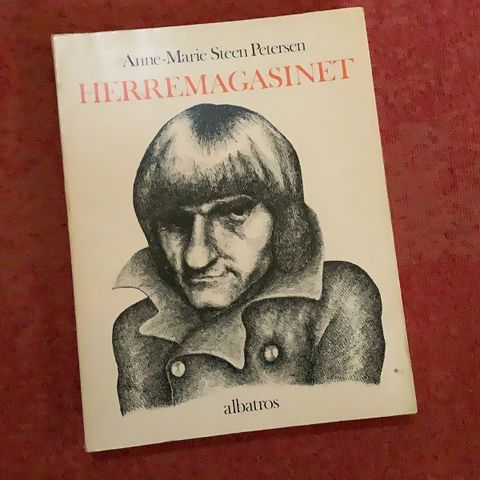 Anne-Marie Steen Petersen
HERREMAGASINET
albatros